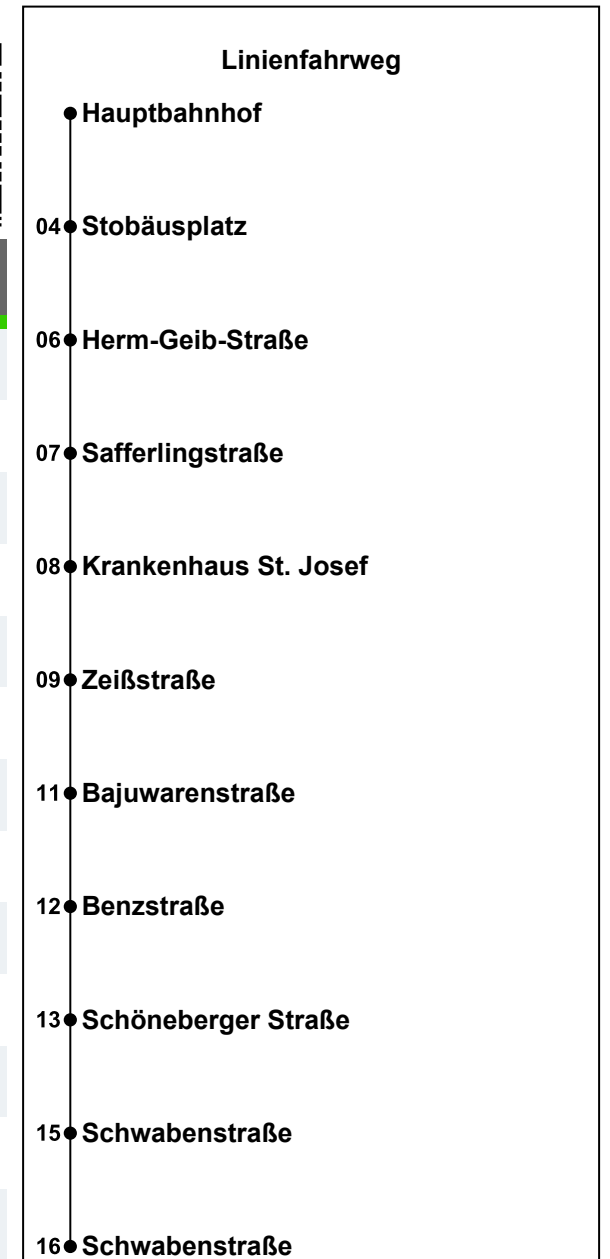 Linienfahrweg
Hauptbahnhof
04 Stobäusplatz
06 Herm-Geib-Straße
07 Safferlingstraße
08 Krankenhaus St. Josef
09 Zeißstraße
11 Bajuwarenstraße
12 Benzstraße
13 Schöneberger Straße
15 Schwabenstraße
16 Schwabenstraße